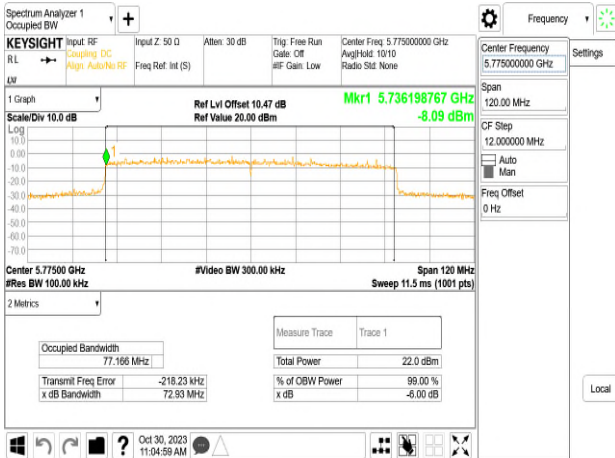 Spectrum Analyzer 1
Occupied BW
+
Frequency
KEYSIGHT
RL
LXI
Input: RF
Coupling: DC
Align: Auto/No RF
Input Z: 50 Ω
Freq Ref: Int (S)
Atten: 30 dB
Trig: Free Run
Gate: Off
#IF Gain: Low
Center Freq: 5.775000000 GHz
Avg|Hold: 10/10
Radio Std: None
Center Frequency
5.775000000 GHz
Settings
Span
120.00 MHz
CF Step
12.000000 MHz
Auto
Man
Freq Offset
0 Hz
Local
1 Graph
Scale/Div 10.0 dB
Ref Lvl Offset 10.47 dB
Ref Value 20.00 dBm
Mkr1 5.736198767 GHz
-8.09 dBm
Log
10.0
0.00
-10.0
-20.0
-30.0
-40.0
-50.0
-60.0
-70.0
1
Center 5.77500 GHz
#Res BW 100.00 kHz
#Video BW 300.00 kHz
Span 120 MHz
Sweep 11.5 ms (1001 pts)
2 Metrics
Measure Trace Trace 1
Occupied Bandwidth
77.166 MHz
Total Power 22.0 dBm
Transmit Freq Error -218.23 kHz
% of OBW Power 99.00 %
x dB Bandwidth 72.93 MHz
x dB -6.00 dB
?
Oct 30, 2023
11:04:59 AM